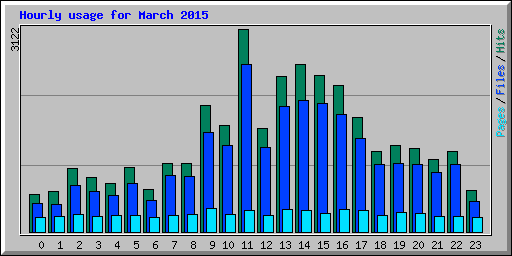 Hourly usage for March 2015
3122
Pages/Files/Hits
0 1 2 3 4 5 6 7 8 9 10 11 12 13 14 15 16 17 18 19 20 21 22 23